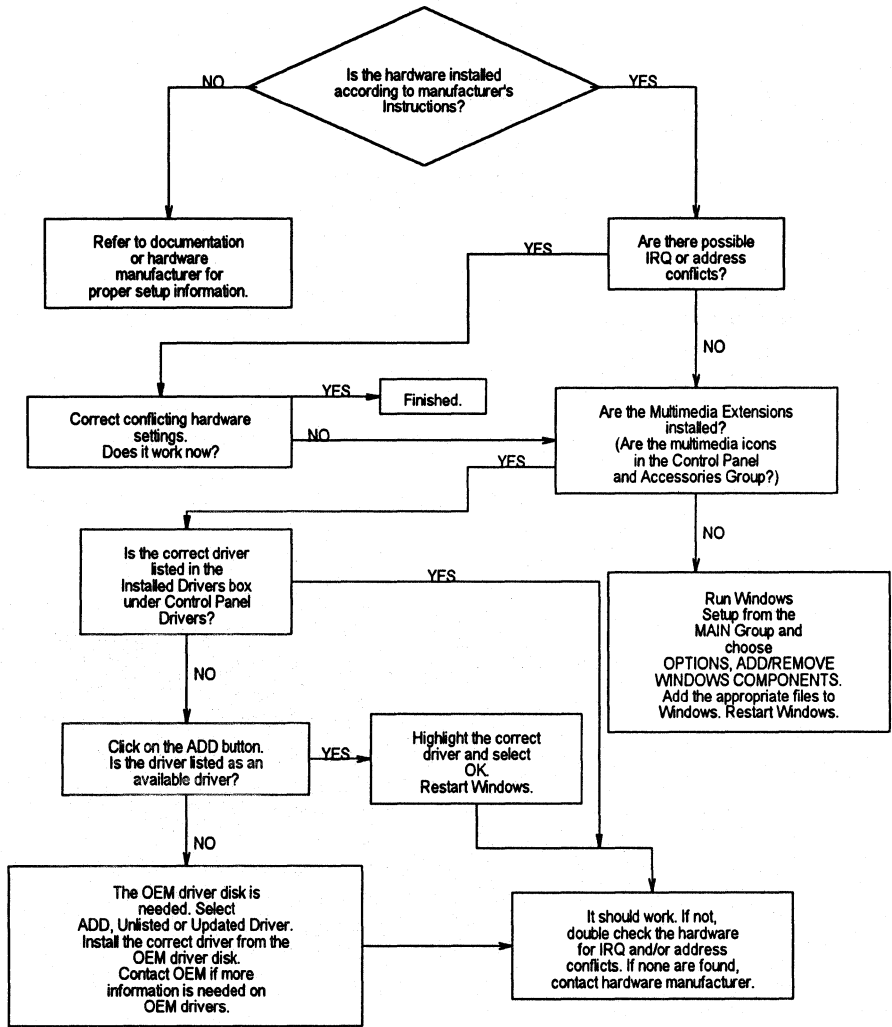 Is the hardware installed
according to manufacturer's
Instructions?
NO
YES
Refer to documentation
or hardware
manufacturer for
proper setup information.
YES
Are there possible
IRQ or address
conflicts?
NO
Correct conflicting hardware
settings.
Does it work now?
YES
Finished.
NO
Are the Multimedia Extensions
installed?
(Are the multimedia icons
in the Control Panel
and Accessories Group?)
YES
NO
Is the correct driver
listed in the
Installed Drivers box
under Control Panel
Drivers?
YES
NO
Run Windows
Setup from the
MAIN Group and
choose
OPTIONS, ADD/REMOVE
WINDOWS COMPONENTS.
Add the appropriate files to
Windows. Restart Windows.
Click on the ADD button.
Is the driver listed as an
available driver?
YES
Highlight the correct
driver and select
OK.
Restart Windows.
NO
The OEM driver disk is
needed. Select
ADD, Unlisted or Updated Driver.
Install the correct driver from the
OEM driver disk.
Contact OEM if more
information is needed on
OEM drivers.
It should work. If not,
double check the hardware
for IRQ and/or address
conflicts. If none are found,
contact hardware manufacturer.